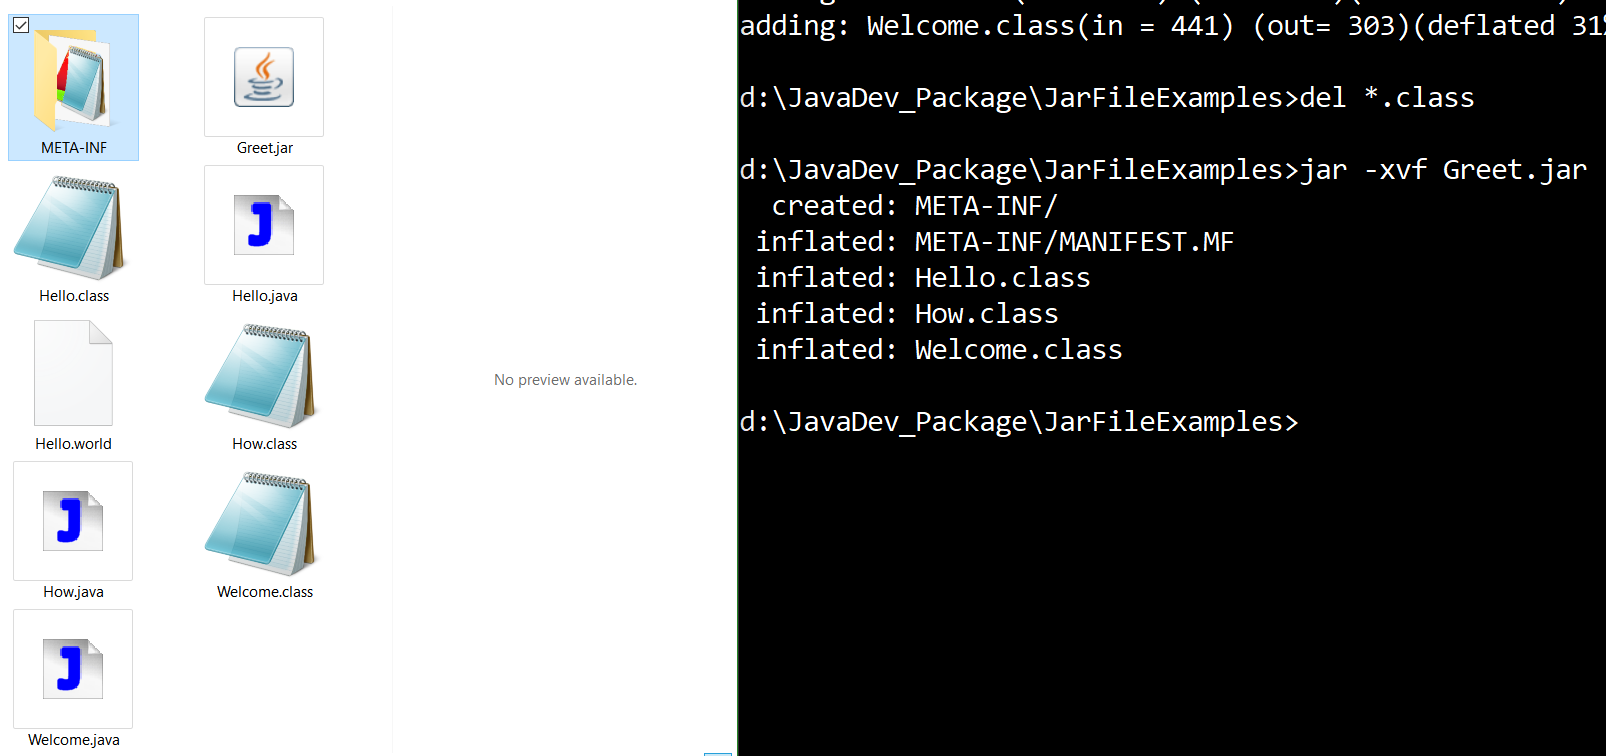 META-INF
Greet.jar
Hello.class
Hello.java
Hello.world
How.class
How.java
Welcome.class
Welcome.java
No preview available.
adding: Welcome.class(in = 441) (out= 303)(deflated 31%
d:\JavaDev_Package\JarFileExamples>del *.class
d:\JavaDev_Package\JarFileExamples>jar -xvf Greet.jar
created: META-INF/
inflated: META-INF/MANIFEST.MF
inflated: Hello.class
inflated: How.class
inflated: Welcome.class
d:\JavaDev_Package\JarFileExamples>